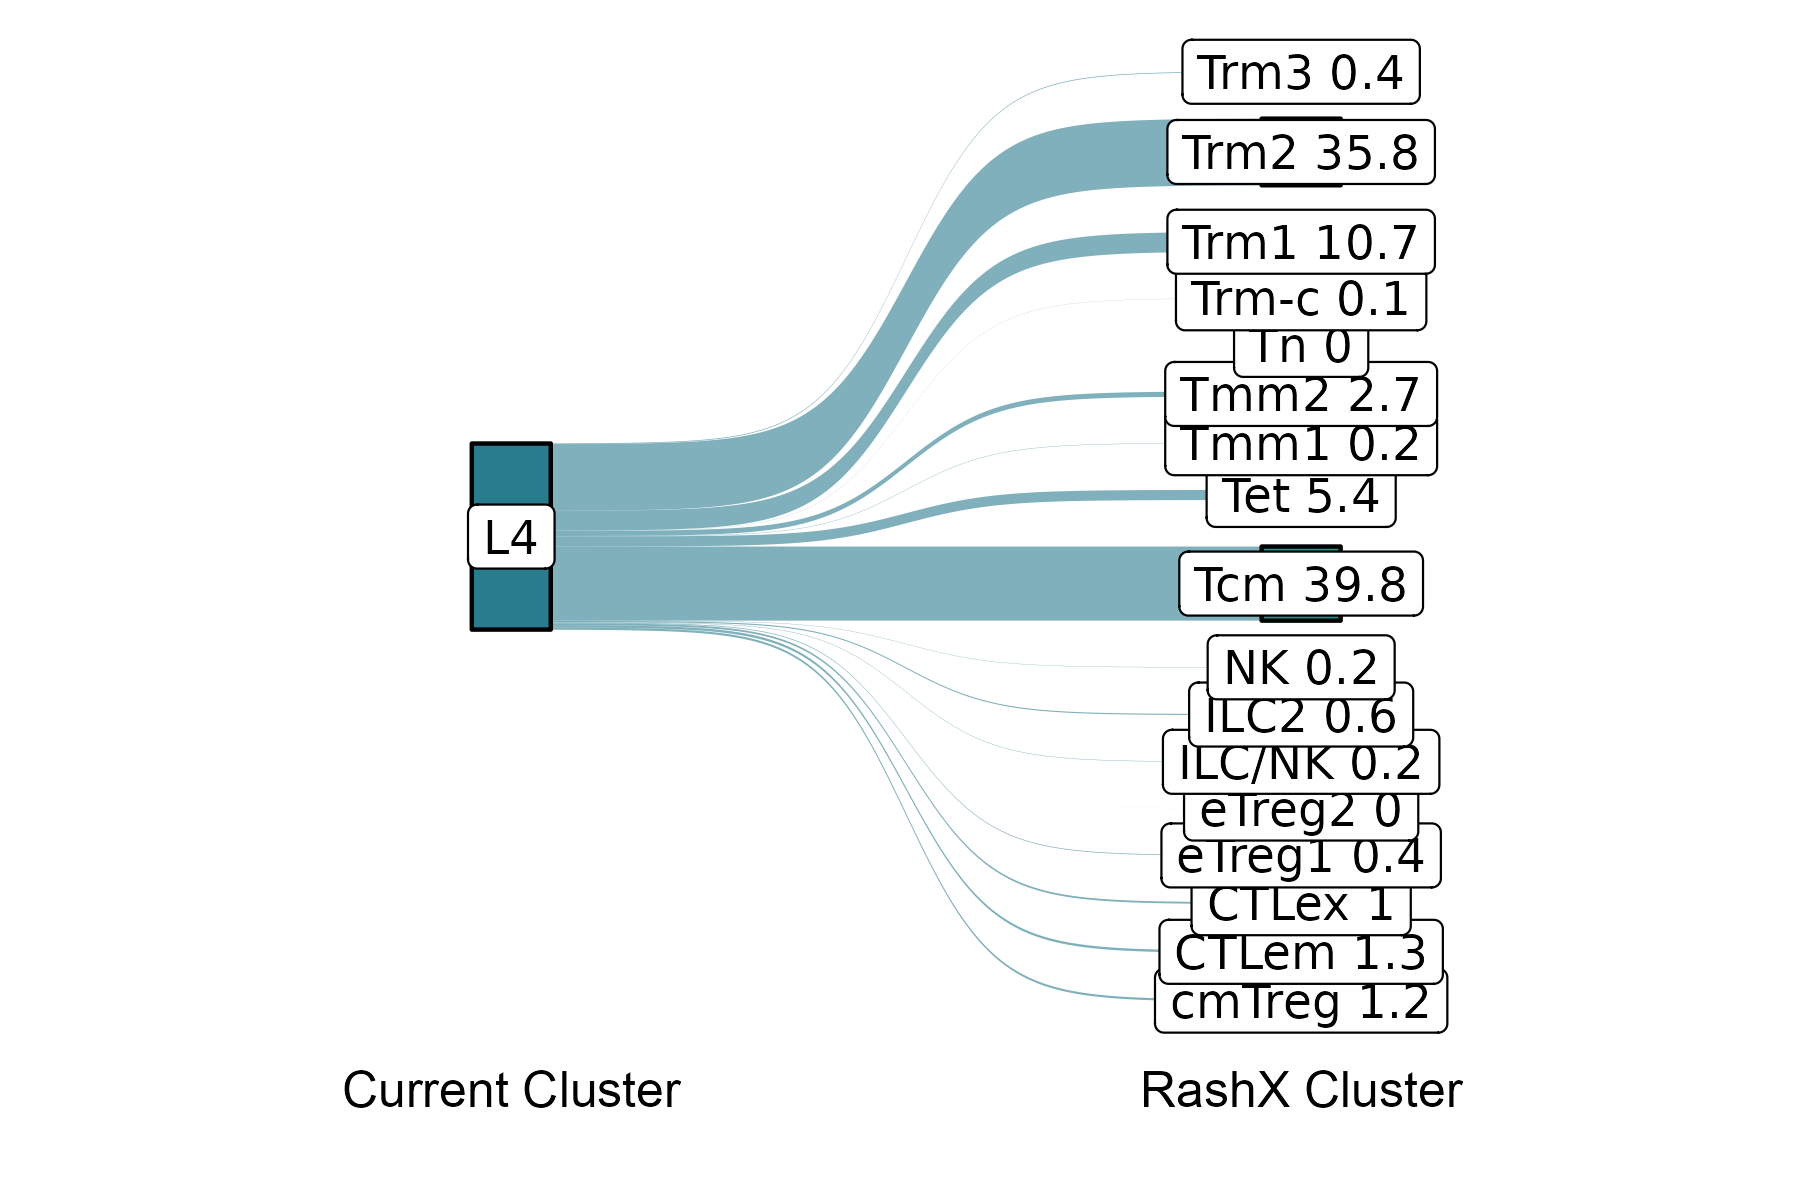 Trm3 0.4
Trm2 35.8
Trm1 10.7
Trm-c 0.1
Tn 0
Tmm2 2.7
Tmm1 0.2
Tet 5.4
L4
Tcm 39.8
NK 0.2
ILC2 0.6
ILC/NK 0.2
eTreg2 0
eTreg1 0.4
CTLex 1
CTLem 1.3
cmTreg 1.2
Current Cluster
RashX Cluster